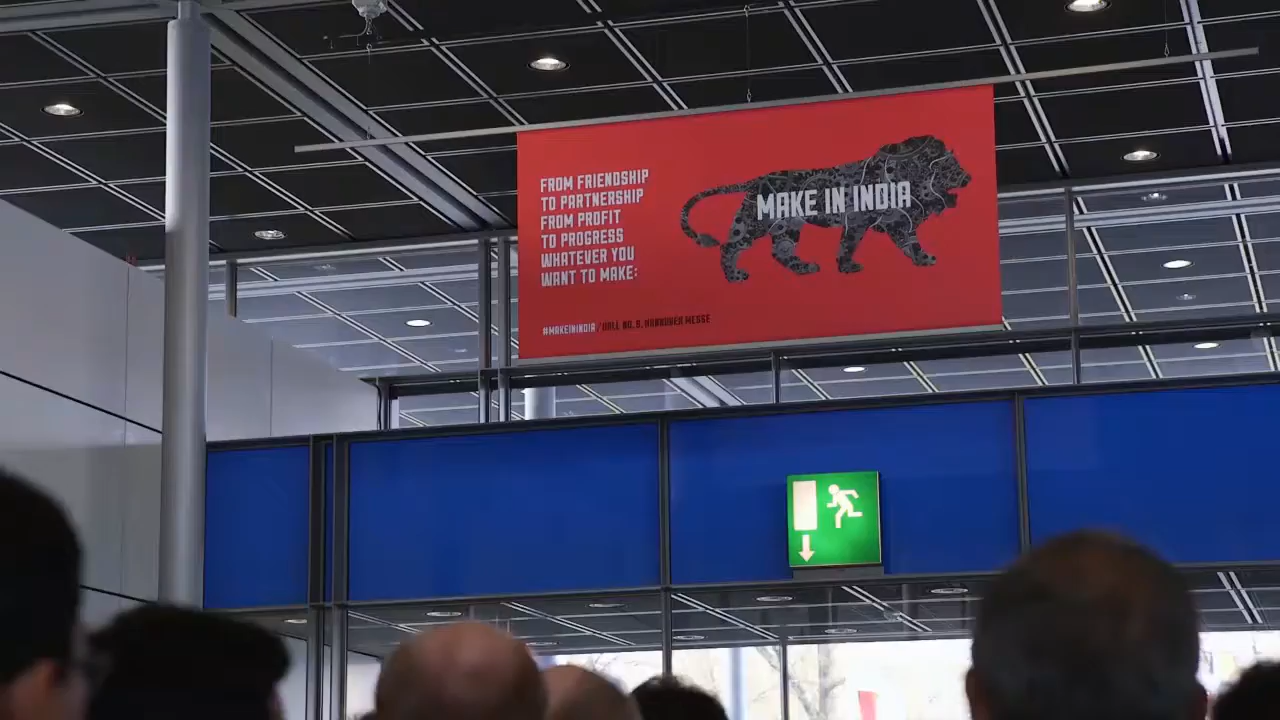 FROM FRIENDSHIP
TO PARTNERSHIP
FROM PROFIT
TO PROGRESS
WHATEVER YOU
WANT TO MAKE:
MAKE IN INDIA
#MAKEININDIA / HALL NO. 6, HANNOVER MESSE